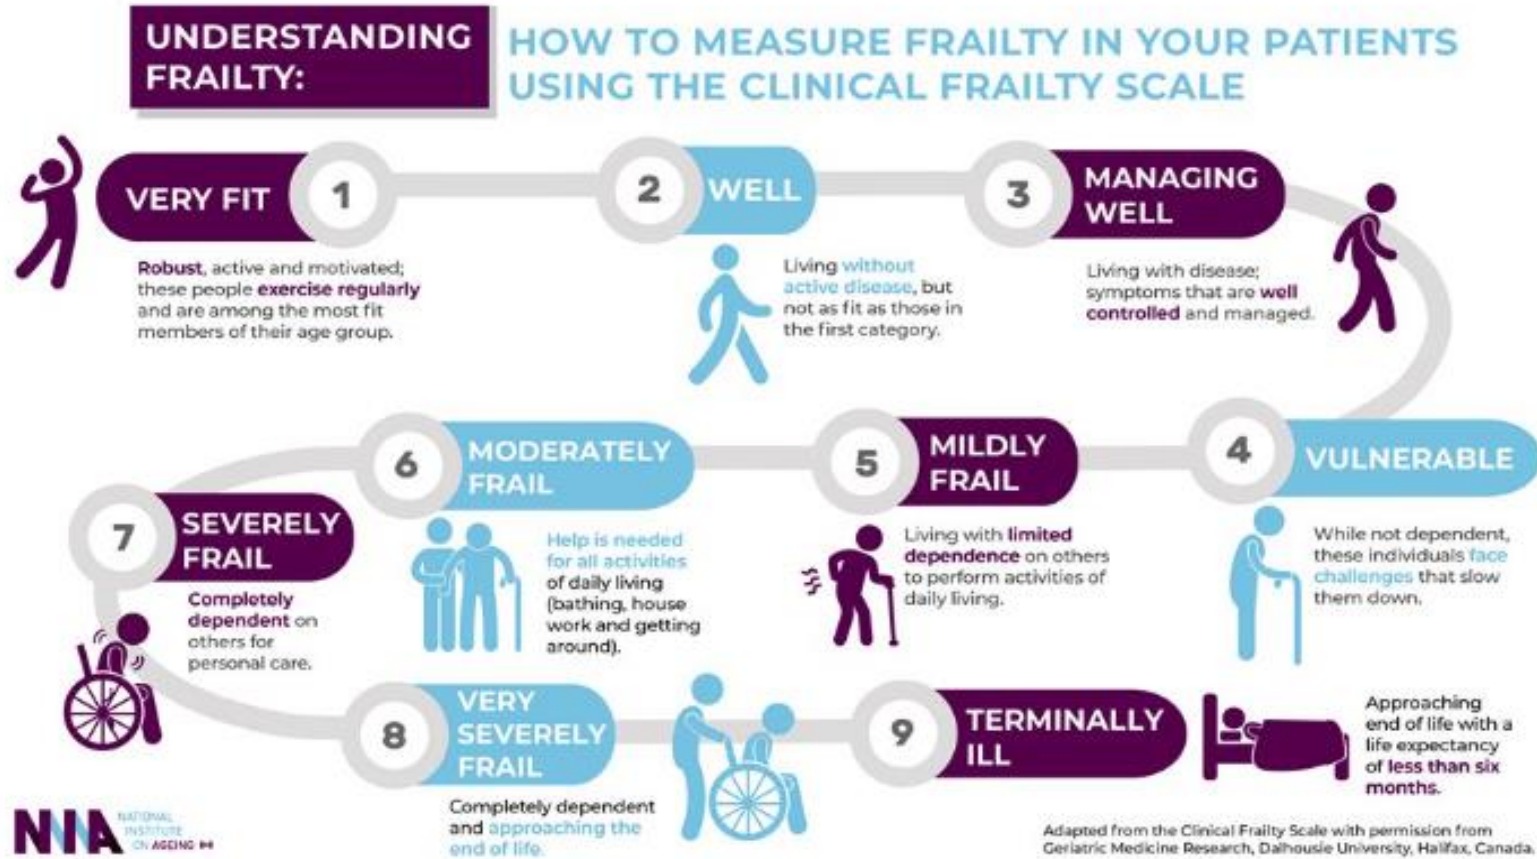 UNDERSTANDING
FRAILTY:
HOW TO MEASURE FRAILTY IN YOUR PATIENTS
USING THE CLINICAL FRAILTY SCALE
VERY FIT
1
Robust, active and motivated;
these people exercise regularly
and are among the most fit
members of their age group.
2
WELL
Living without
active disease, but
not as fit as those in
the first category.
3
MANAGING
WELL
Living with disease;
symptoms that are well
controlled and managed.
4
VULNERABLE
While not dependent,
these individuals face
challenges that slow
them down.
5
MILDLY
FRAIL
Living with limited
dependence on others
to perform activities of
daily living.
6
MODERATELY
FRAIL
Help is needed
for all activities
of daily living
(bathing, house
work and getting
around).
7
SEVERELY
FRAIL
Completely
dependent on
others for
personal care.
8
VERY
SEVERELY
FRAIL
Completely dependent
and approaching the
end of life.
9
TERMINALLY
ILL
Approaching
end of life with a
life expectancy
of less than six
months.
NIA
NATIONAL
INSTITUTE
ON AGEING
Adapted from the Clinical Frailty Scale with permission from
Geriatric Medicine Research, Dalhousie University, Halifax, Canada.